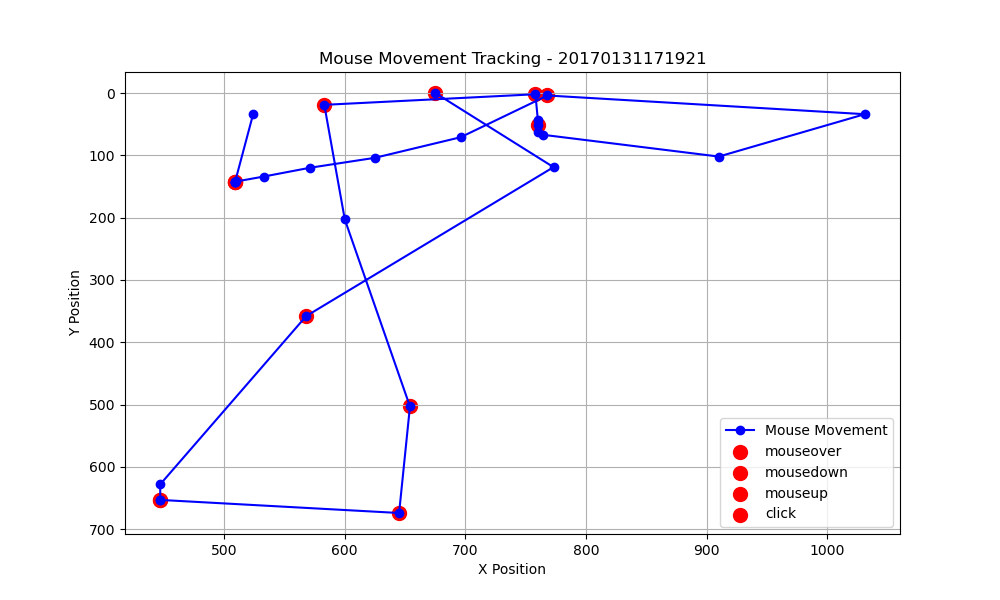 Mouse Movement Tracking - 20170131171921
0
100
200
300
400
500
600
700
Y Position
500
600
700
800
900
1000
X Position
Mouse Movement
mouseover
mousedown
mouseup
click